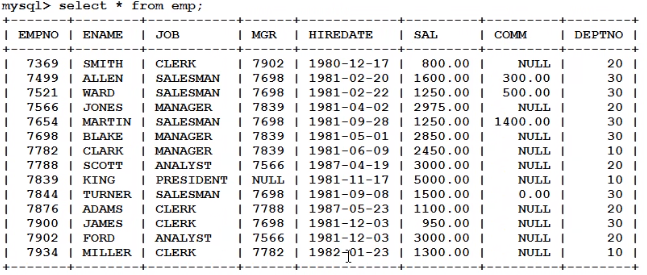 mysql> select * from emp;
+-------+--------+-----------+------+------------+---------+---------+--------+
| EMPNO | ENAME | JOB | MGR | HIREDATE | SAL | COMM | DEPTNO |
+-------+--------+-----------+------+------------+---------+---------+--------+
| 7369 | SMITH | CLERK | 7902 | 1980-12-17 | 800.00 | NULL | 20 |
| 7499 | ALLEN | SALESMAN | 7698 | 1981-02-20 | 1600.00 | 300.00 | 30 |
| 7521 | WARD | SALESMAN | 7698 | 1981-02-22 | 1250.00 | 500.00 | 30 |
| 7566 | JONES | MANAGER | 7839 | 1981-04-02 | 2975.00 | NULL | 20 |
| 7654 | MARTIN | SALESMAN | 7698 | 1981-09-28 | 1250.00 | 1400.00 | 30 |
| 7698 | BLAKE | MANAGER | 7839 | 1981-05-01 | 2850.00 | NULL | 30 |
| 7782 | CLARK | MANAGER | 7839 | 1981-06-09 | 2450.00 | NULL | 10 |
| 7788 | SCOTT | ANALYST | 7566 | 1987-04-19 | 3000.00 | NULL | 20 |
| 7839 | KING | PRESIDENT | NULL | 1981-11-17 | 5000.00 | NULL | 10 |
| 7844 | TURNER | SALESMAN | 7698 | 1981-09-08 | 1500.00 | 0.00 | 30 |
| 7876 | ADAMS | CLERK | 7788 | 1987-05-23 | 1100.00 | NULL | 20 |
| 7900 | JAMES | CLERK | 7698 | 1981-12-03 | 950.00 | NULL | 30 |
| 7902 | FORD | ANALYST | 7566 | 1981-12-03 | 3000.00 | NULL | 20 |
| 7934 | MILLER | CLERK | 7782 | 1982-01-23 | 1300.00 | NULL | 10 |
+-------+--------+-----------+------+------------+---------+---------+--------+